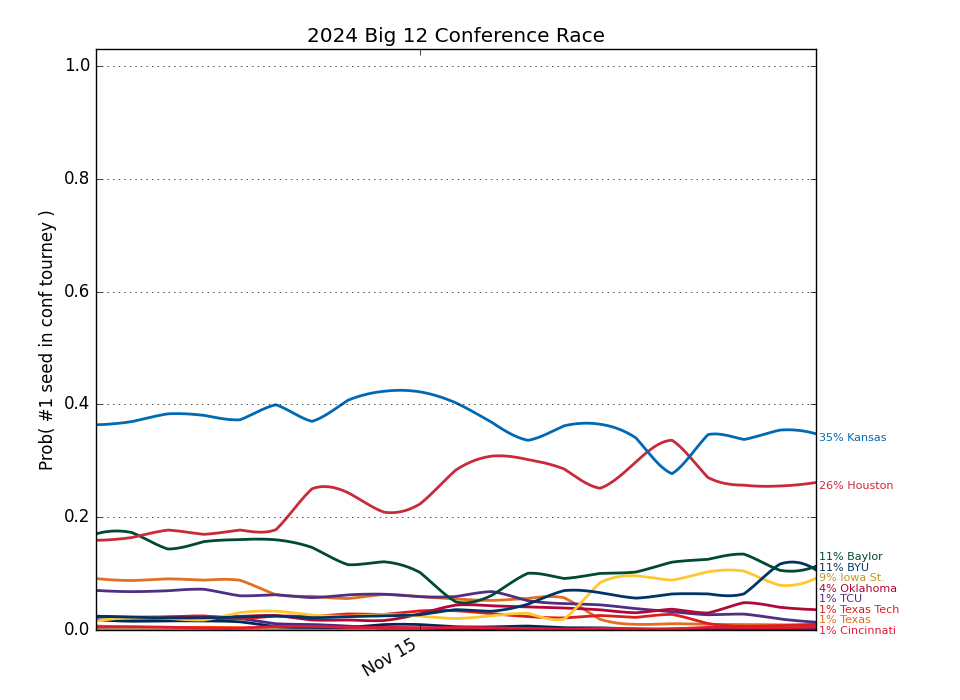 2024 Big 12 Conference Race
Prob( #1 seed in conf tourney )
1.0
0.8
0.6
0.4
0.2
0.0
Nov 15
35% Kansas
26% Houston
11% Baylor
11% BYU
9% Iowa St.
4% Oklahoma
1% TCU
1% Texas Tech
1% Texas
1% Cincinnati